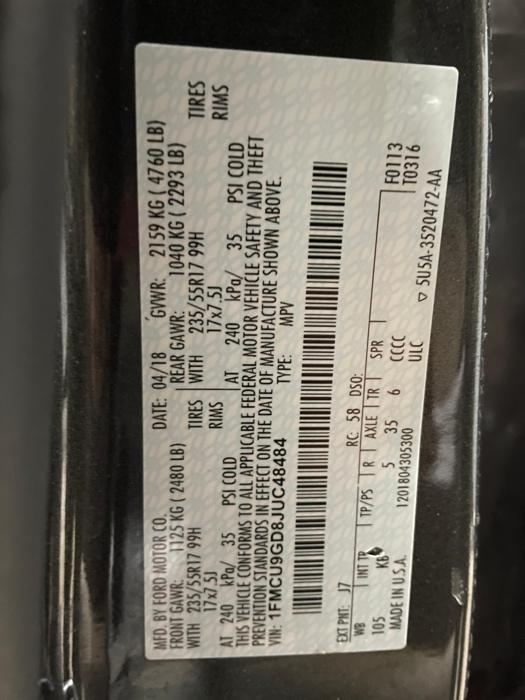 MFD. BY FORD MOTOR CO.
DATE: 04/18 GVWR: 2159 KG ( 4760 LB)
FRONT GAWR: 1125 KG ( 2480 LB)
REAR GAWR: 1040 KG ( 2293 LB)
WITH 235/55R17 99H TIRES
WITH 235/55R17 99H TIRES
17x7.5J RIMS
17x7.5J RIMS
AT 240 kPa/ 35 PSI COLD
AT 240 kPa/ 35 PSI COLD
THIS VEHICLE CONFORMS TO ALL APPLICABLE FEDERAL MOTOR VEHICLE SAFETY AND THEFT
PREVENTION STANDARDS IN EFFECT ON THE DATE OF MANUFACTURE SHOWN ABOVE.
VIN: 1FMCU9GD8JUC48484 TYPE: MPV
EXT PNT: J7 RC: 58 DSO: F0113
T0316
WB INT TR TP/PS R AXLE TR SPR
105 KB 5 35 6 CCCC
ULC
MADE IN U.S.A. 1201804305300 ▽ 5U5A-3520472-AA